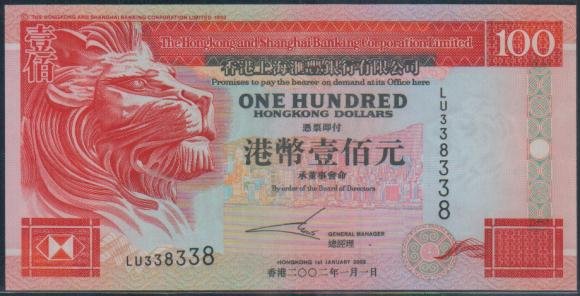 © THE HONGKONG AND SHANGHAI BANKING CORPORATION LIMITED
壹佰
The Hongkong and Shanghai Banking Corporation Limited
100
香港上海滙豐銀行有限公司
Promises to pay the bearer on demand at its Office here
ONE HUNDRED
HONGKONG DOLLARS
憑票即付
港幣壹佰元
承董事會命
By order of the Board of Directors
LU338338
GENERAL MANAGER
總經理
LU338338
HONGKONG 1st JANUARY 2002
香港二〇〇二年一月一日